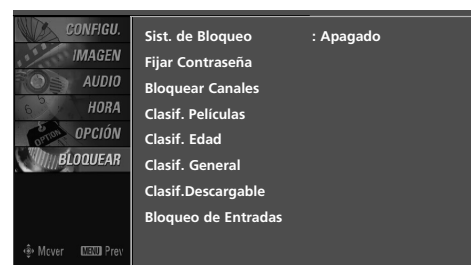 CONFIGU.
IMAGEN
AUDIO
HORA
OPCIÓN
BLOQUEAR
Mover MENU Prev
Sist. de Bloqueo : Apagado
Fijar Contraseña
Bloquear Canales
Clasif. Películas
Clasif. Edad
Clasif. General
Clasif.Descargable
Bloqueo de Entradas